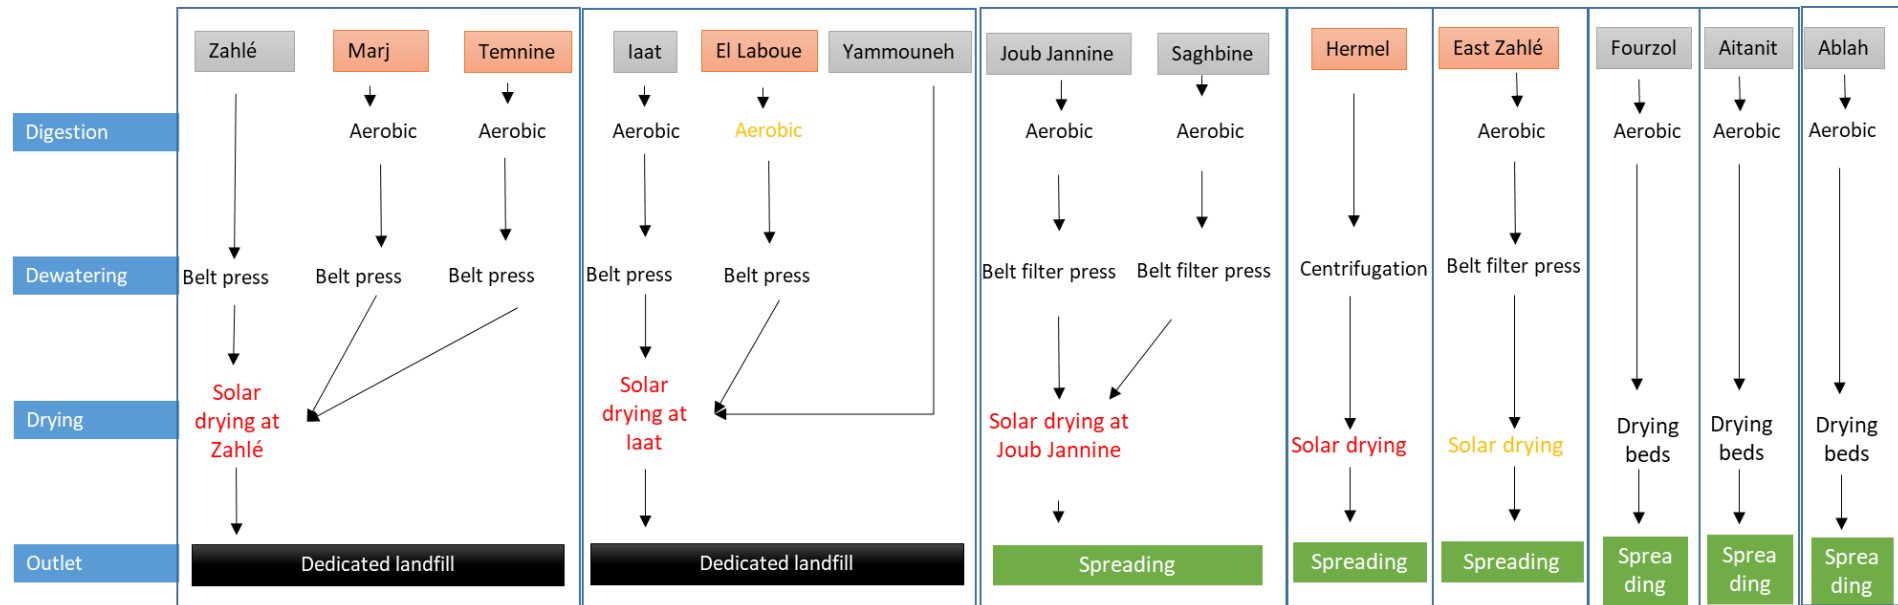 Zahlé
Marj
Temnine
Iaat
El Laboue
Yammouneh
Joub Jannine
Saghbine
Hermel
East Zahlé
Fourzol
Aitanit
Ablah
Digestion
Aerobic
Aerobic
Aerobic
Aerobic
Aerobic
Aerobic
Aerobic
Aerobic
Aerobic
Aerobic
Dewatering
Belt press
Belt press
Belt press
Belt press
Belt press
Belt filter press
Belt filter press
Centrifugation
Belt filter press
Drying
Solar
drying at
Zahlé
Solar
drying at
Iaat
Solar drying at
Joub Jannine
Solar drying
Solar drying
Drying
beds
Drying
beds
Drying
beds
Outlet
Dedicated landfill
Dedicated landfill
Spreading
Spreading
Spreading
Sprea
ding
Sprea
ding
Sprea
ding